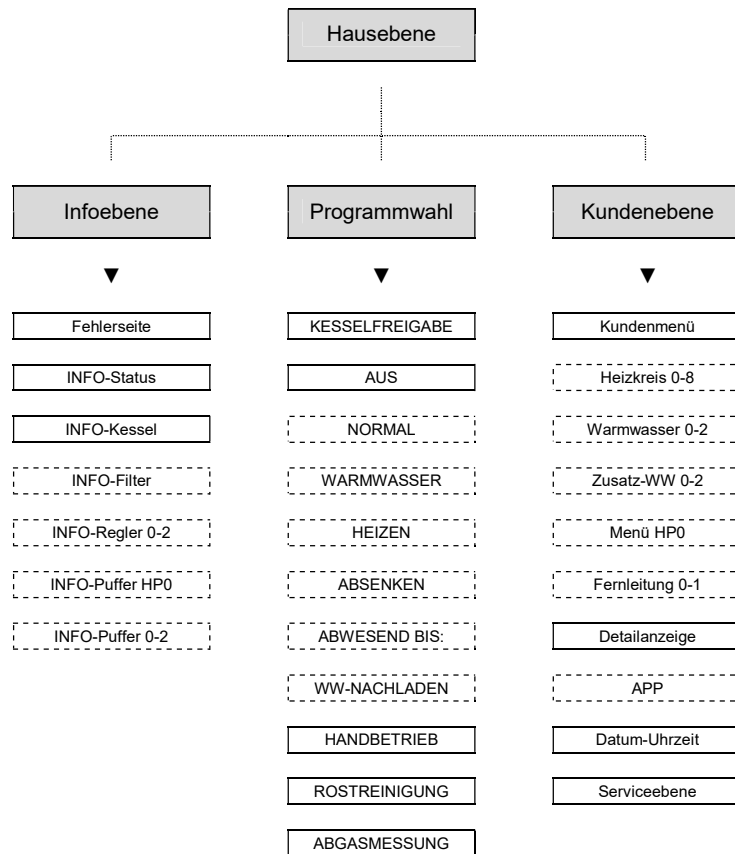 Hausebene
Infoebene
Programmwahl
Kundenebene
Fehlerseite
INFO-Status
INFO-Kessel
INFO-Filter
INFO-Regler 0-2
INFO-Puffer HP0
INFO-Puffer 0-2
KESSELFREIGABE
AUS
NORMAL
WARMWASSER
HEIZEN
ABSENKEN
ABWESEND BIS:
WW-NACHLADEN
HANDBETRIEB
ROSTREINIGUNG
ABGASMESSUNG
Kundenmenü
Heizkreis 0-8
Warmwasser 0-2
Zusatz-WW 0-2
Menü HP0
Fernleitung 0-1
Detailanzeige
APP
Datum-Uhrzeit
Serviceebene